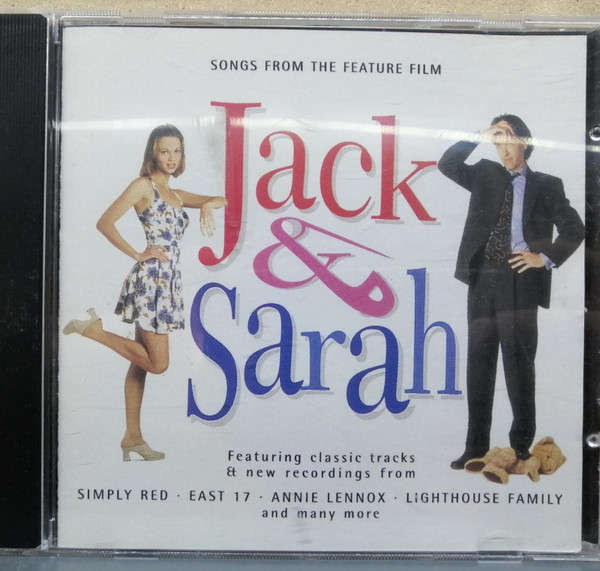 SONGS FROM THE FEATURE FILM
Jack
&
Sarah
Featuring classic tracks
& new recordings from
SIMPLY RED · EAST 17 · ANNIE LENNOX · LiGHTHOUSE FAMILY
and many more